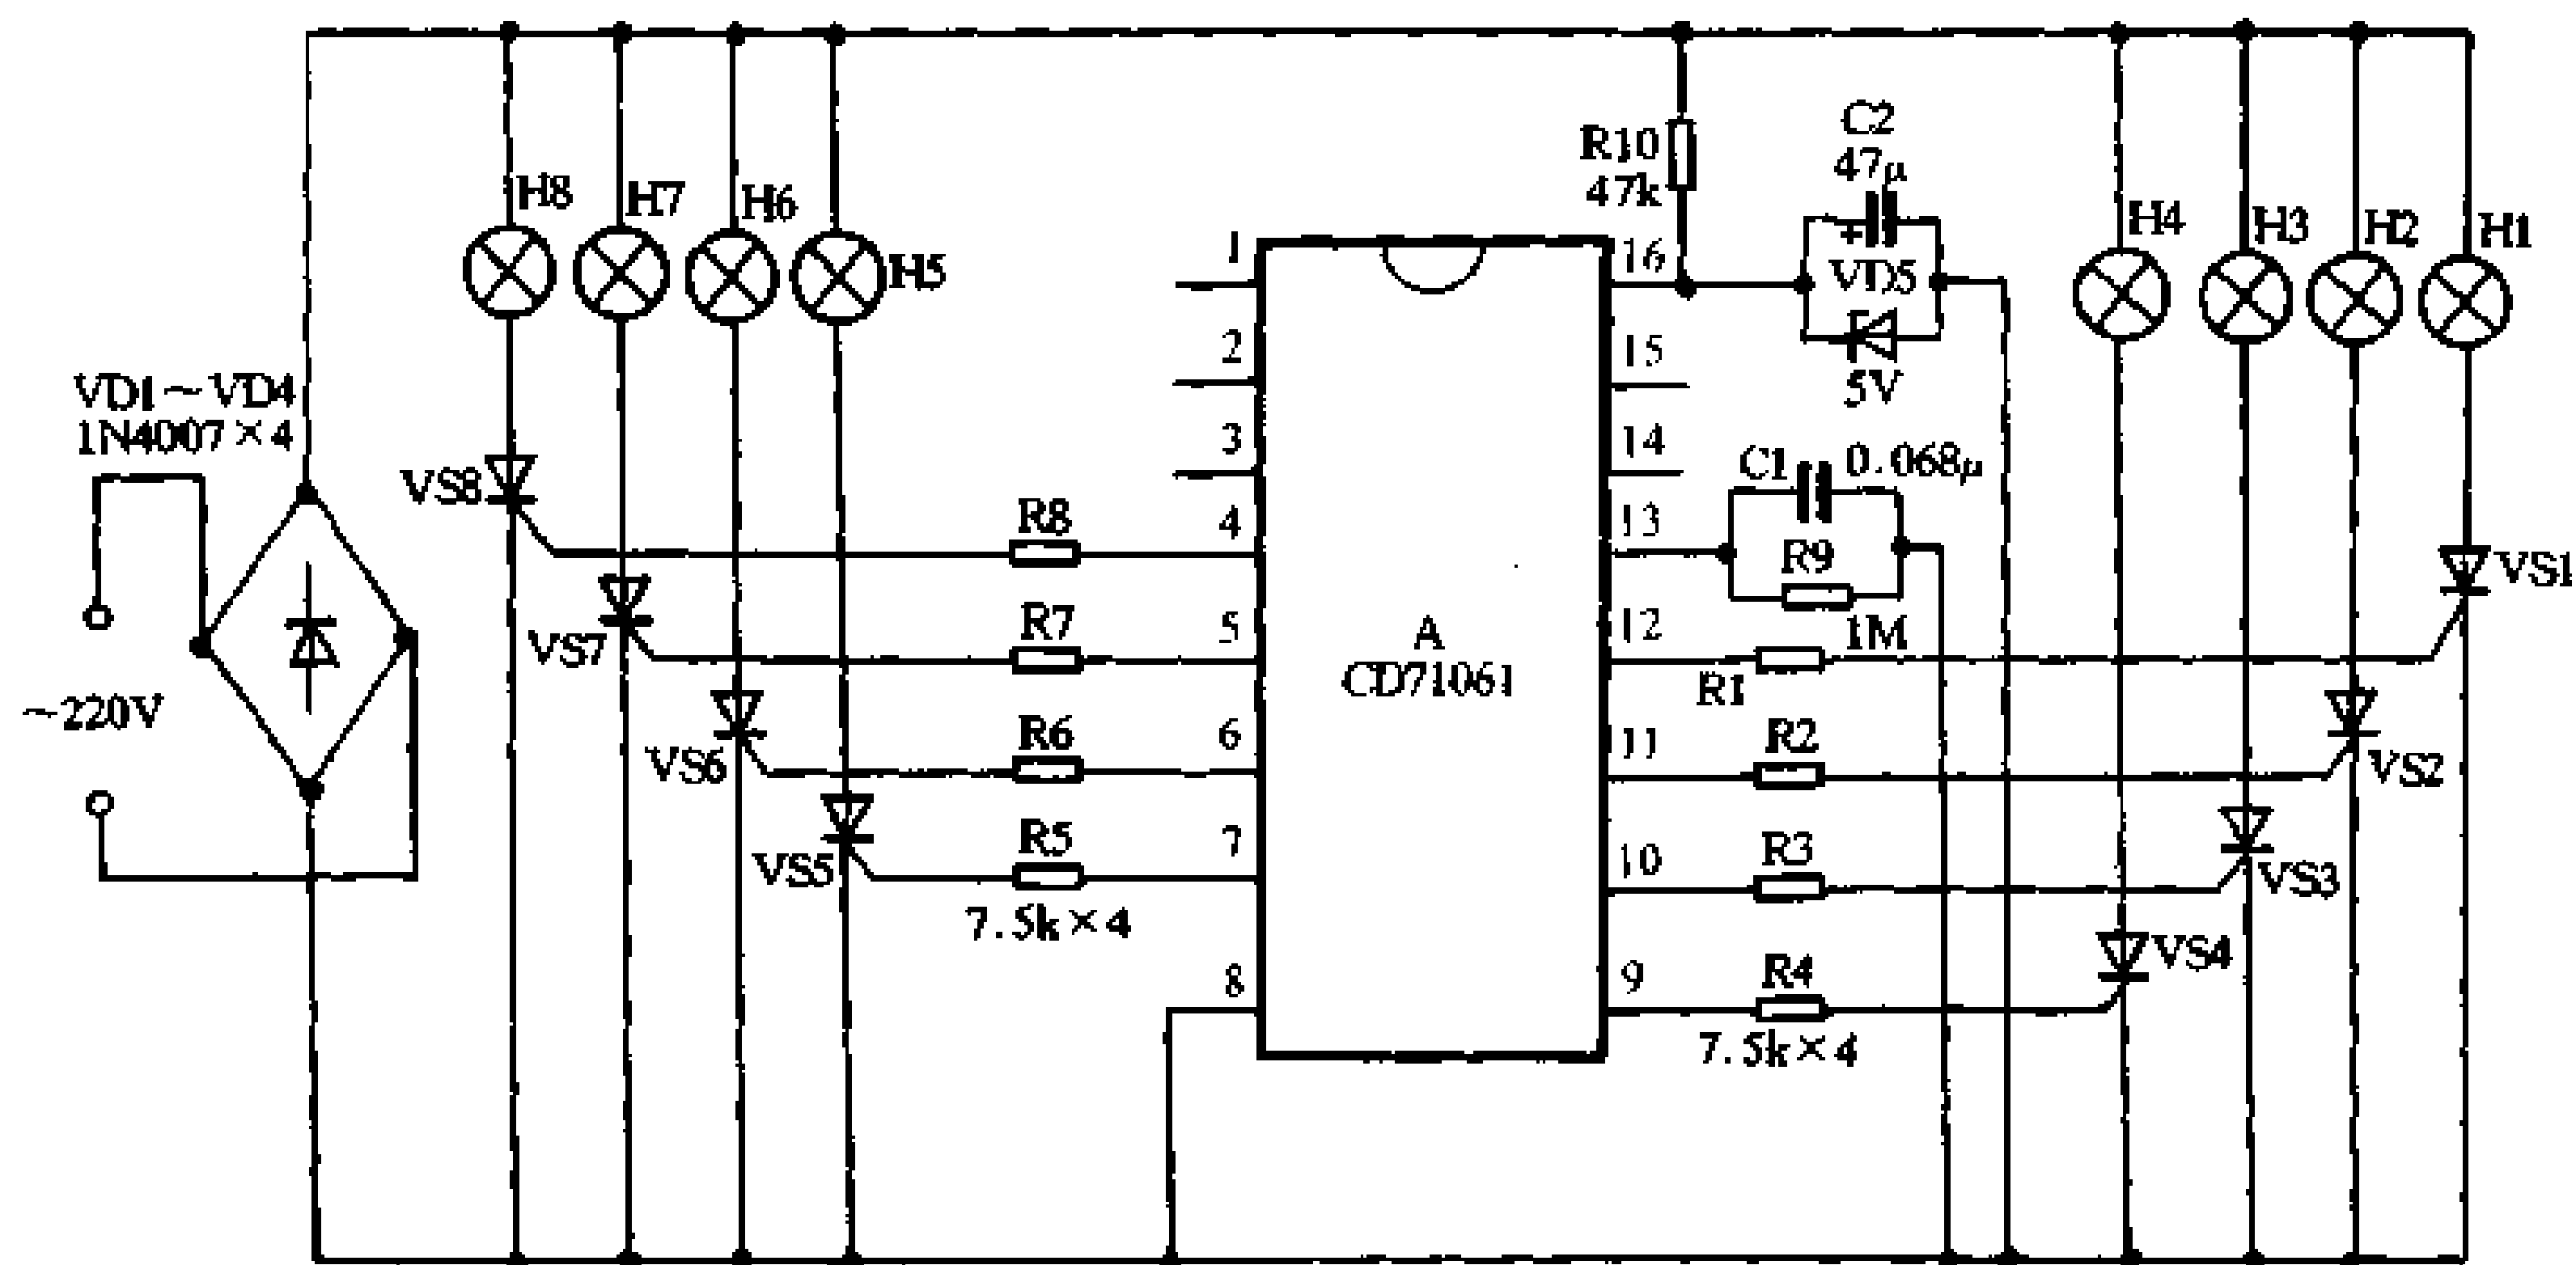 H8
H7
H6
H5
R10
47k
C2
47μ
VD5
5V
H4
H3
H2
H1
VD1～VD4
1N4007×4
～220V
VS8
VS7
VS6
VS5
R8
R7
R6
R5
7.5k×4
1
2
3
4
5
6
7
8
A
CD71061
16
15
14
13
12
11
10
9
C1
0.068μ
R9
1M
R1
R2
R3
R4
7.5k×4
VS1
VS2
VS3
VS4